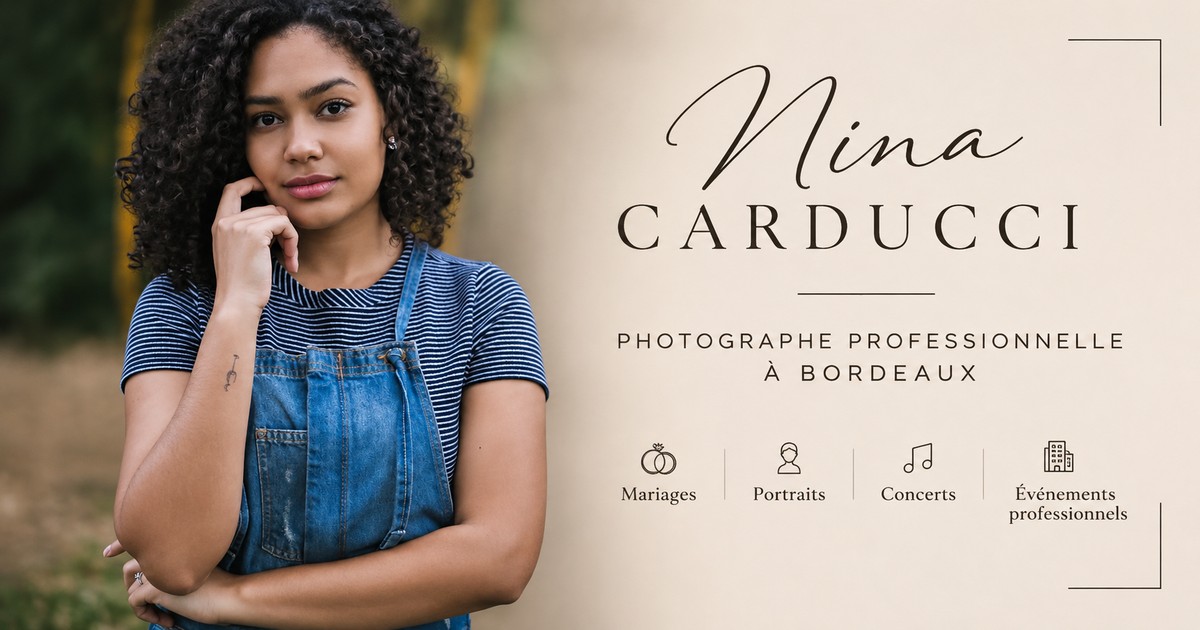 Nina
CARDUCCI
PHOTOGRAPHE PROFESSIONNELLE
À BORDEAUX
Mariages
Portraits
Concerts
Événements
professionnels